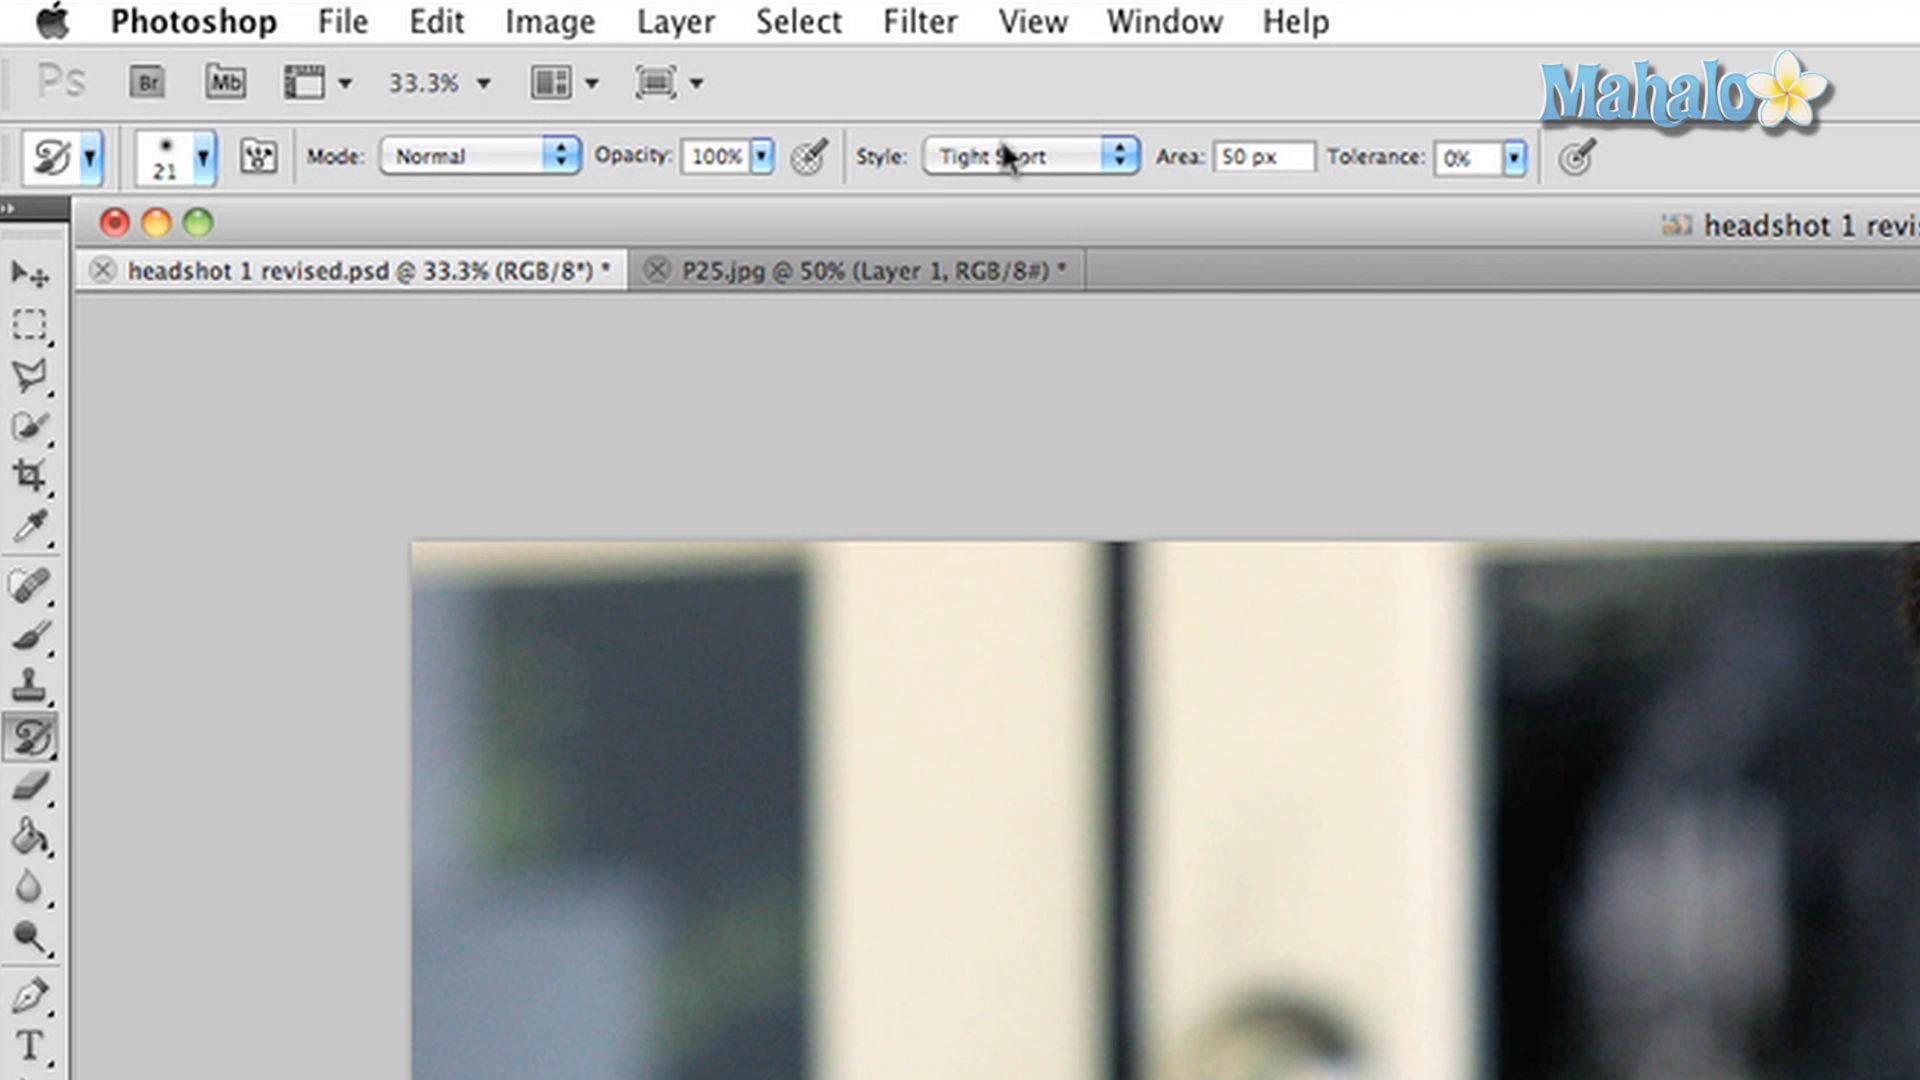 Photoshop File Edit Image Layer Select Filter View Window Help
Ps Br Mb 33.3%
Mahalo
21 Mode: Normal Opacity: 100% Style: Tight Area: 50 px Tolerance: 0%
headshot 1
headshot 1 revised.psd @ 33.3% (RGB/8*) * P25.jpg @ 50% (Layer 1, RGB/8#) *
T